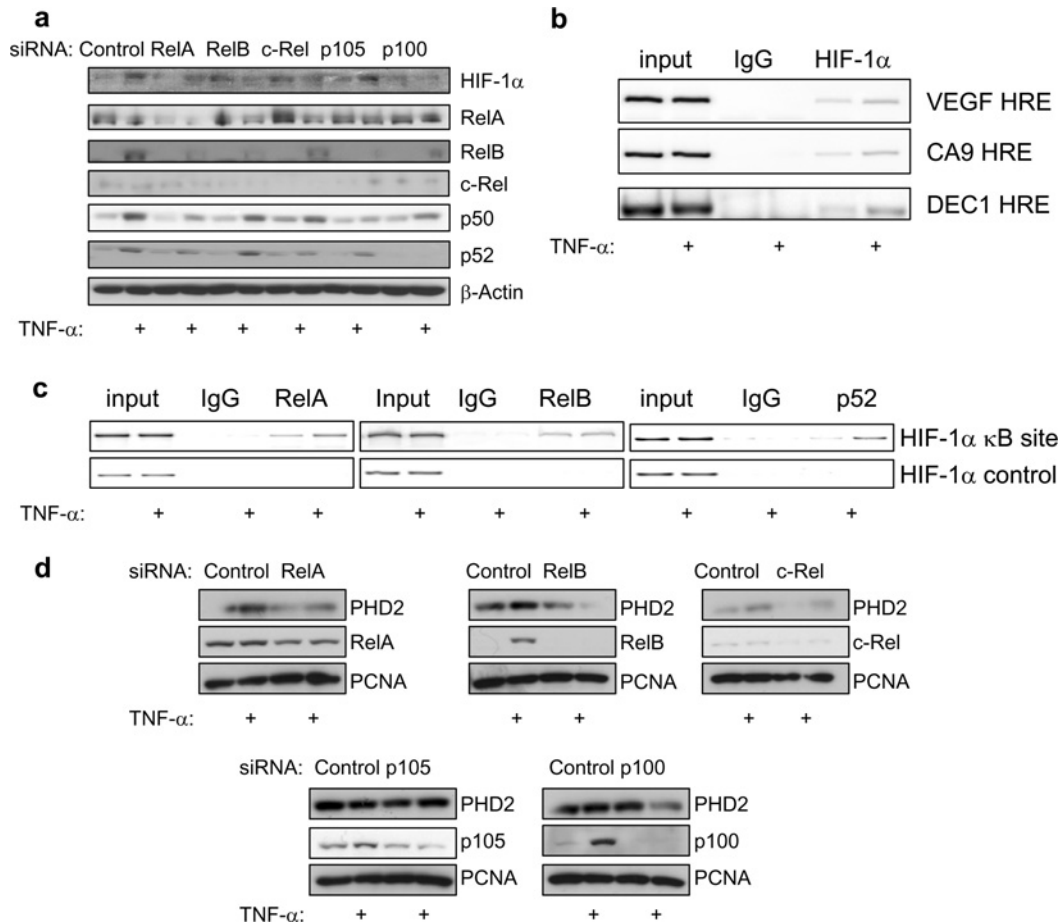 a
siRNA: Control RelA RelB c-Rel p105 p100
HIF-1α
RelA
RelB
c-Rel
p50
p52
β-Actin
TNF-α: + + + + + +
b
input IgG HIF-1α
VEGF HRE
CA9 HRE
DEC1 HRE
TNF-α: + + +
c
input IgG RelA Input IgG RelB input IgG p52
HIF-1α κB site
HIF-1α control
TNF-α: + + + + + + + + +
d
siRNA: Control RelA
PHD2
RelA
PCNA
TNF-α: + +
Control RelB
PHD2
RelB
PCNA
+ +
Control c-Rel
PHD2
c-Rel
PCNA
+ +
siRNA: Control p105
PHD2
p105
PCNA
TNF-α: + +
Control p100
PHD2
p100
PCNA
+ +